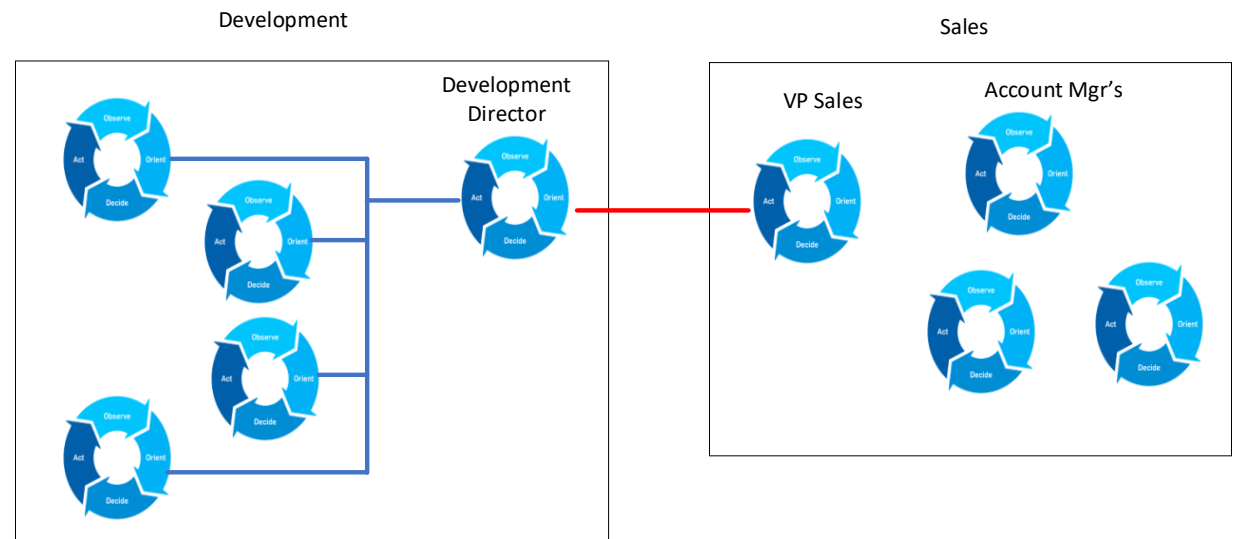 Development
Sales
Development
Director
VP Sales
Account Mgr's
Observe
Act
Orient
Decide
Observe
Act
Orient
Decide
Observe
Act
Orient
Decide
Observe
Act
Orient
Decide
Observe
Act
Orient
Decide
Observe
Act
Orient
Decide
Observe
Act
Orient
Decide
Observe
Act
Orient
Decide
Observe
Act
Orient
Decide